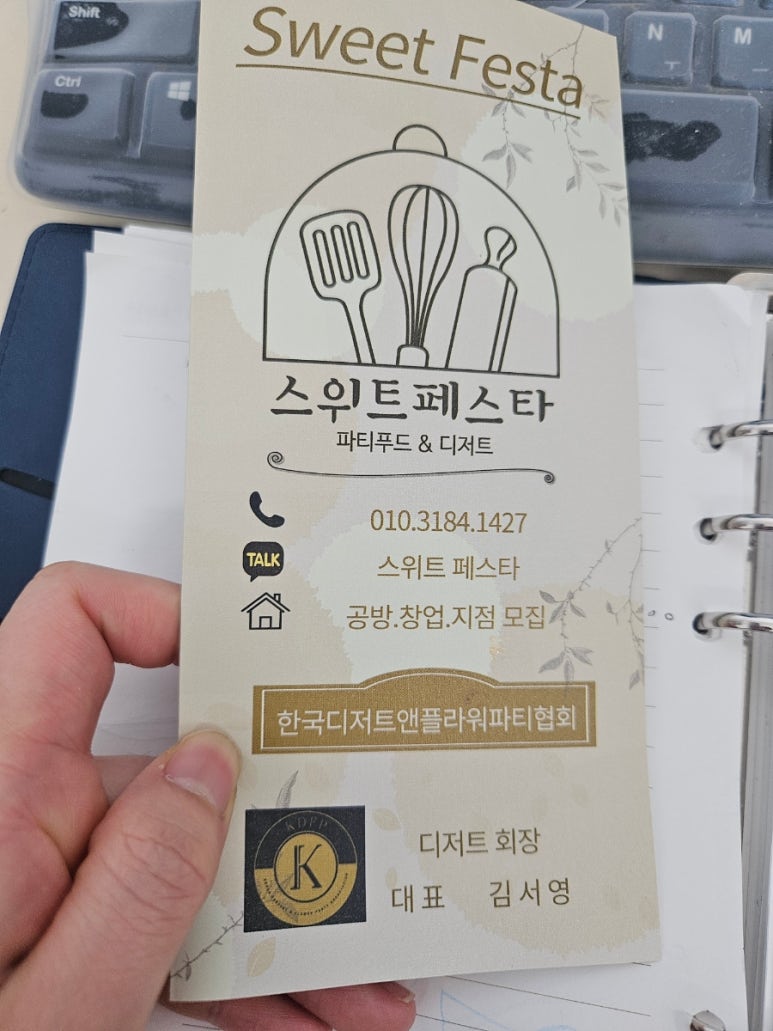 Shift
Ctrl
N
ㅜ
M
ㅡ
Sweet Festa
스위트페스타
파티푸드 & 디저트
010.3184.1427
TALK
스위트 페스타
공방.창업.지점 모집
한국디저트앤플라워파티협회
KDFP
K
디저트 회장
대표 김서영